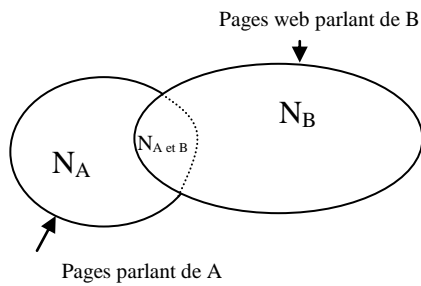 Pages web parlant de B
N_B
N_A et B
N_A
Pages parlant de A